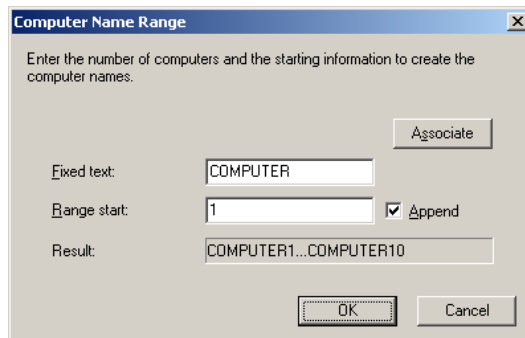 Computer Name Range
Enter the number of computers and the starting information to create the
computer names.
Associate
Fixed text: COMPUTER
Range start: 1 Append
Result: COMPUTER1...COMPUTER10
OK Cancel